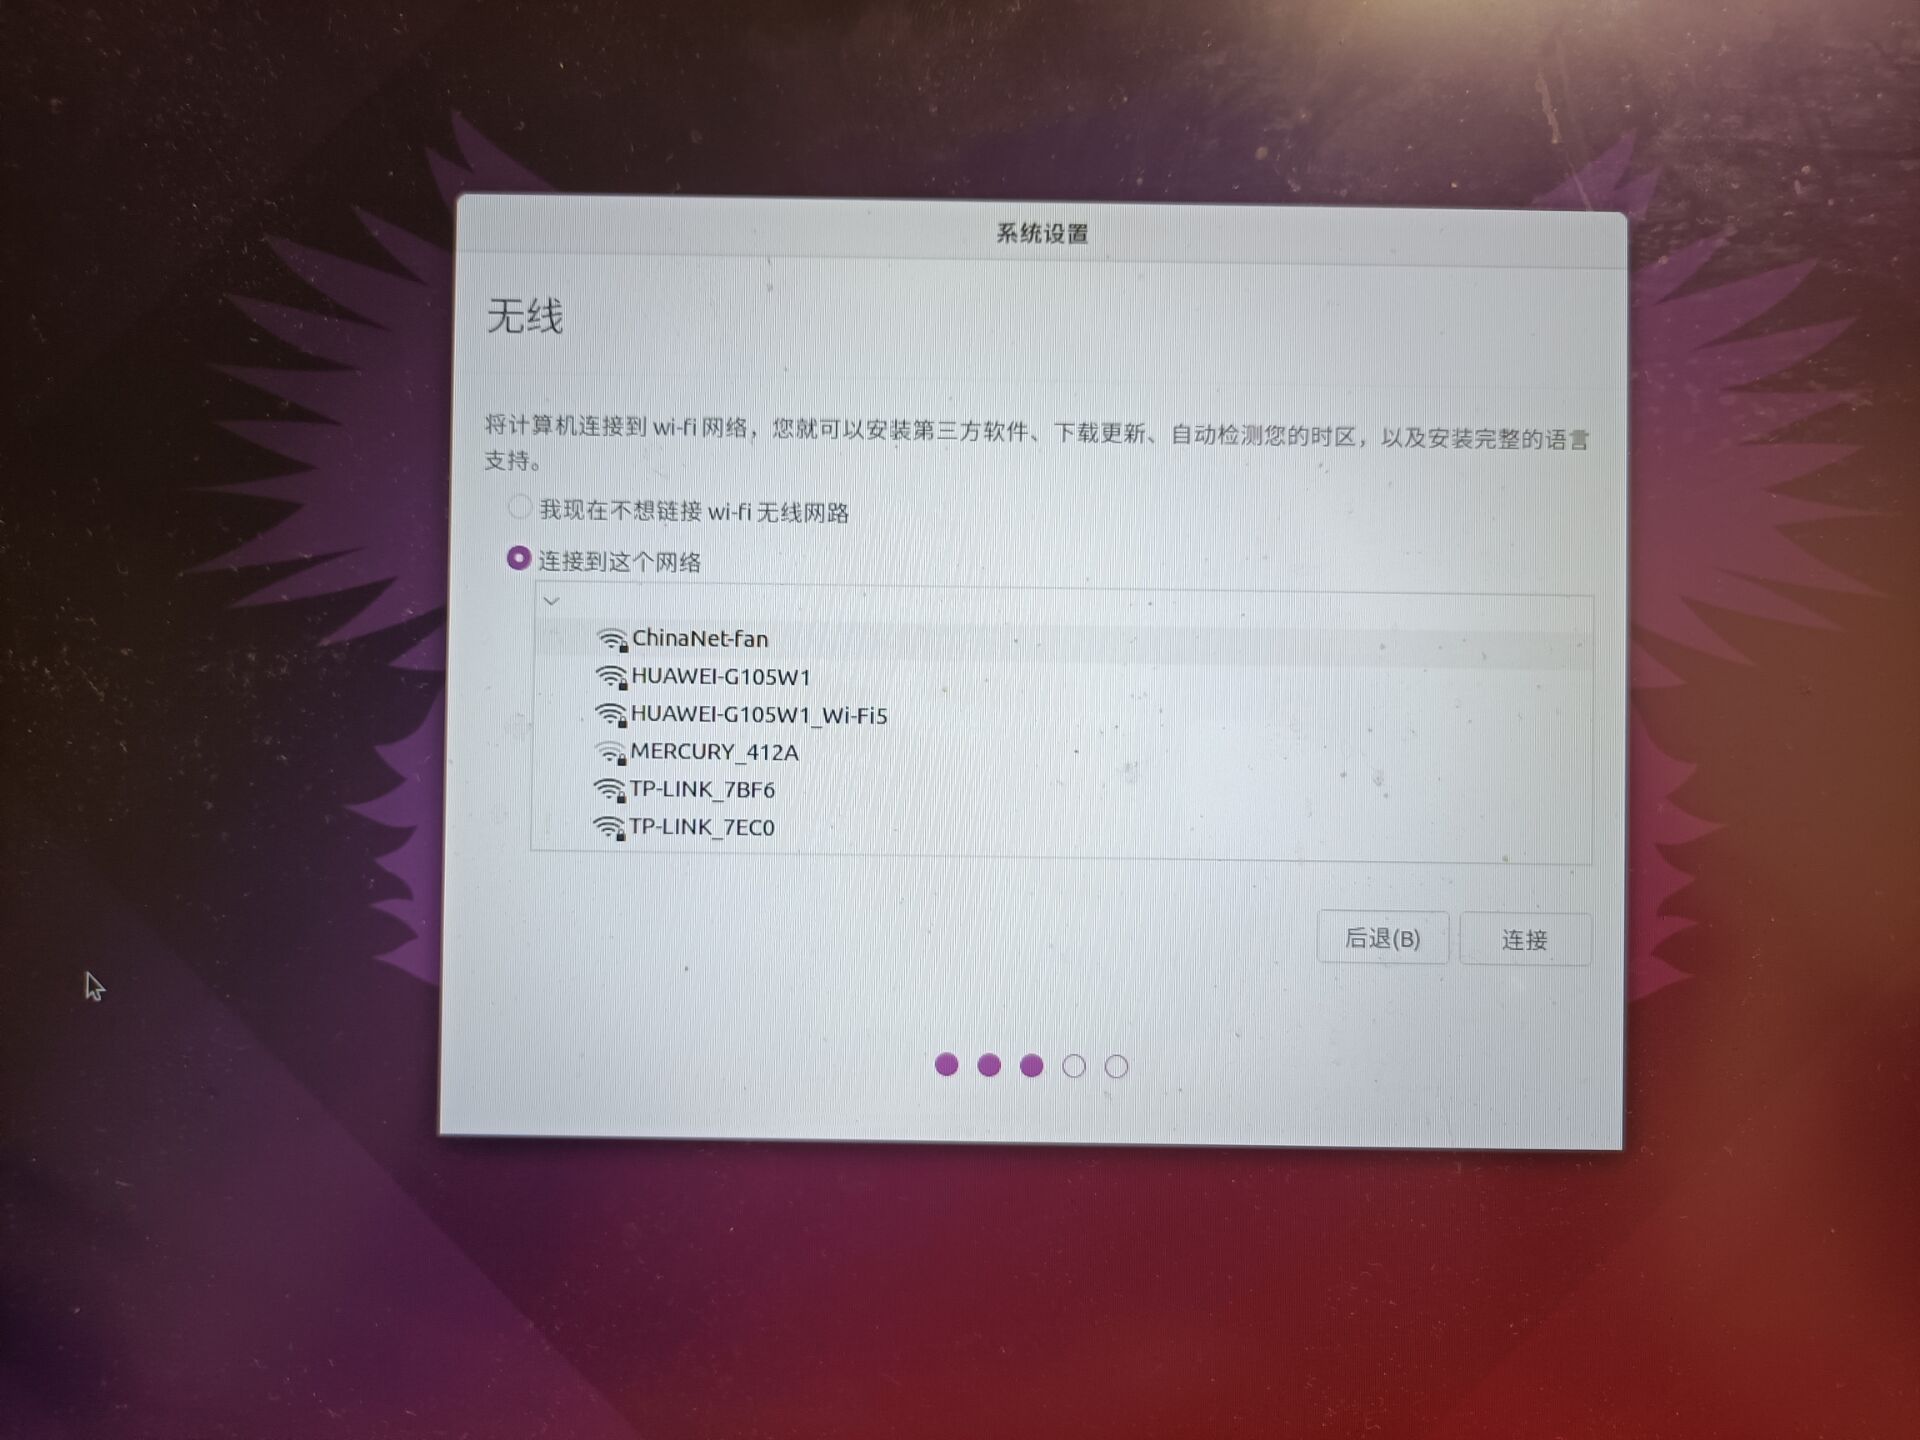 系统设置
无线
将计算机连接到 wi-fi 网络，您就可以安装第三方软件、下载更新、自动检测您的时区，以及安装完整的语言
支持。
我现在不想链接 wi-fi 无线网路
连接到这个网络
ChinaNet-fan
HUAWEI-G105W1
HUAWEI-G105W1_Wi-Fi5
MERCURY_412A
TP-LINK_7BF6
TP-LINK_7EC0
后退(B) 连接